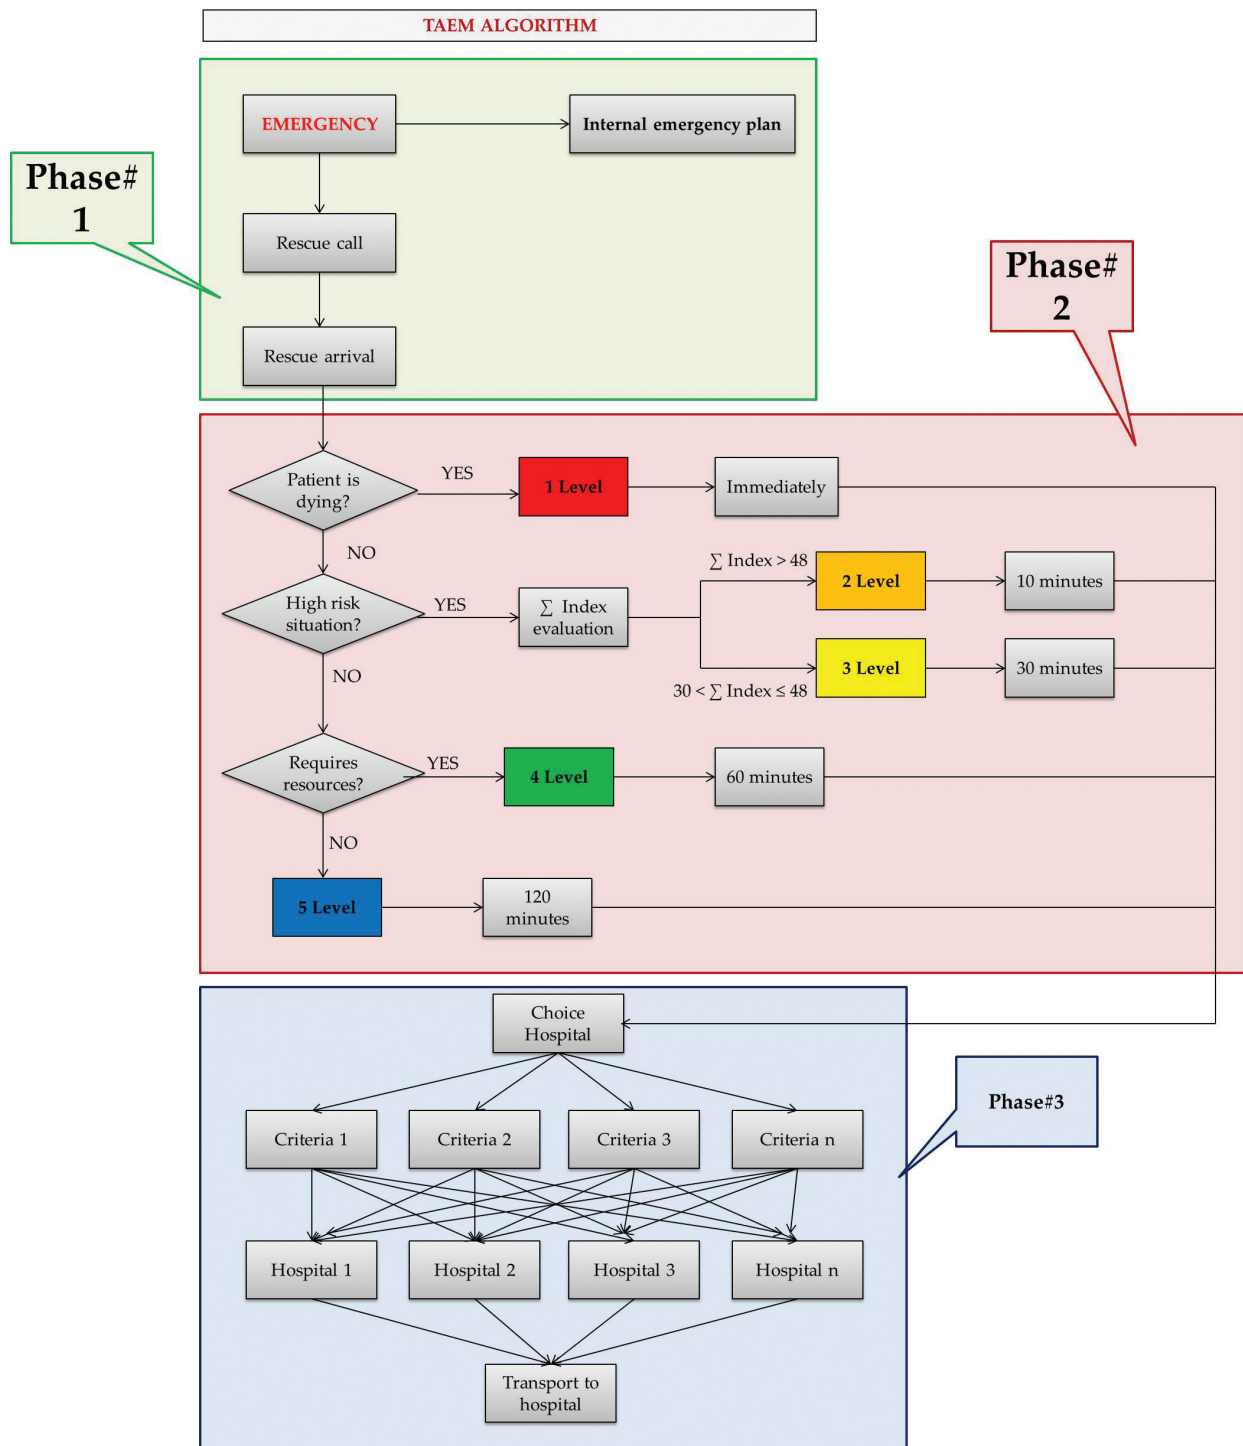 TAEM ALGORITHM
EMERGENCY
Internal emergency plan
Phase#
1
Rescue call
Rescue arrival
Phase#
2
Patient is
dying?
YES
1 Level
Immediately
NO
High risk
situation?
YES
∑ Index
evaluation
∑ Index > 48
2 Level
10 minutes
30 < ∑ Index ≤ 48
3 Level
30 minutes
NO
Requires
resources?
YES
4 Level
60 minutes
NO
5 Level
120
minutes
Choice
Hospital
Phase#3
Criteria 1
Criteria 2
Criteria 3
Criteria n
Hospital 1
Hospital 2
Hospital 3
Hospital n
Transport to
hospital